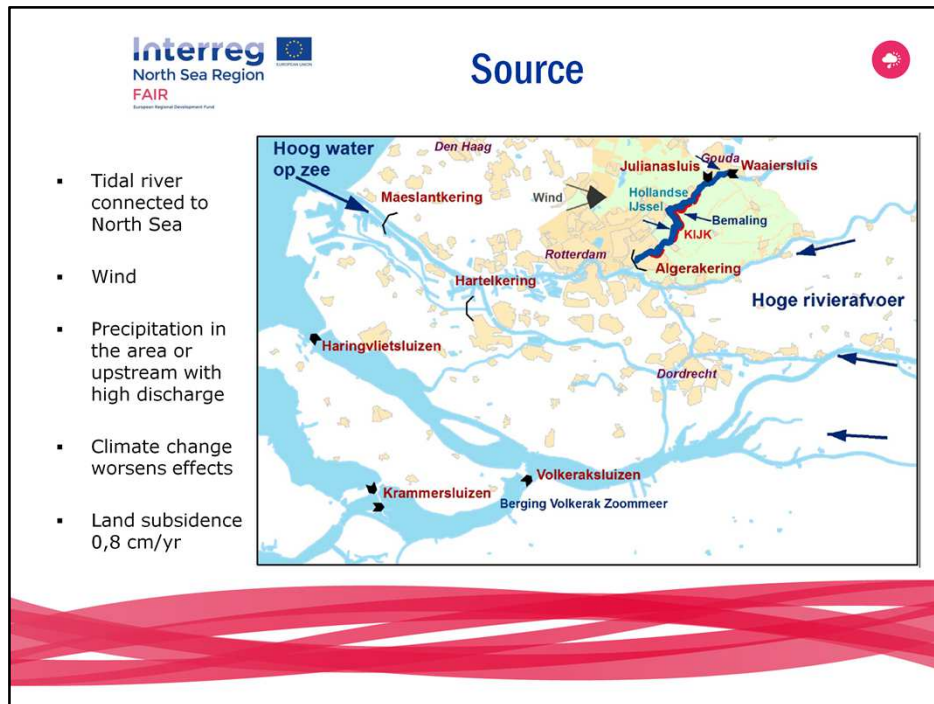 Interreg
EUROPEAN UNION
North Sea Region
FAIR
European Regional Development Fund
Source
▪ Tidal river
connected to
North Sea
▪ Wind
▪ Precipitation in
the area or
upstream with
high discharge
▪ Climate change
worsens effects
▪ Land subsidence
0,8 cm/yr
Hoog water
op zee
Den Haag
Maeslantkering
Wind
Julianasluis
Gouda
Waaiersluis
Hollandse
IJssel
Bemaling
KIJK
Rotterdam
Algerakering
Hartelkering
Hoge rivierafvoer
Haringvlietsluizen
Dordrecht
Volkeraksluizen
Krammersluizen
Berging Volkerak Zoommeer